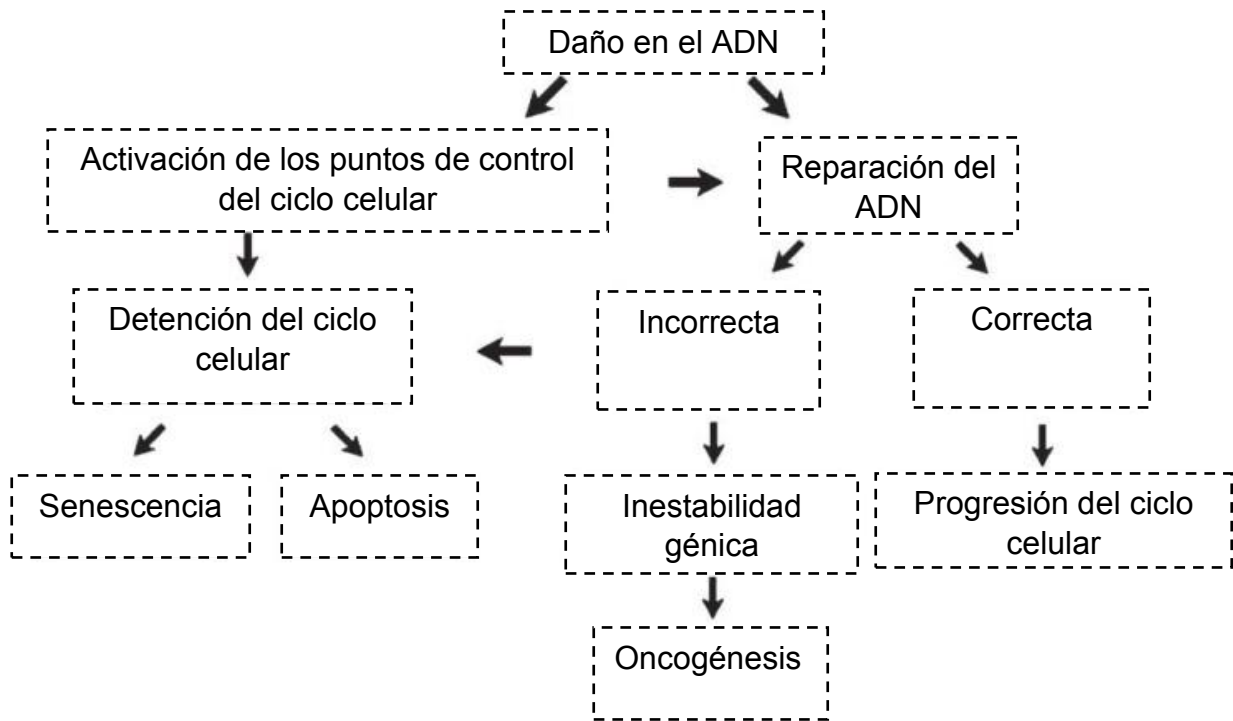 Daño en el ADN
Activación de los puntos de control
del ciclo celular
Reparación del
ADN
Detención del ciclo
celular
Incorrecta
Correcta
Senescencia
Apoptosis
Inestabilidad
génica
Progresión del ciclo
celular
Oncogénesis